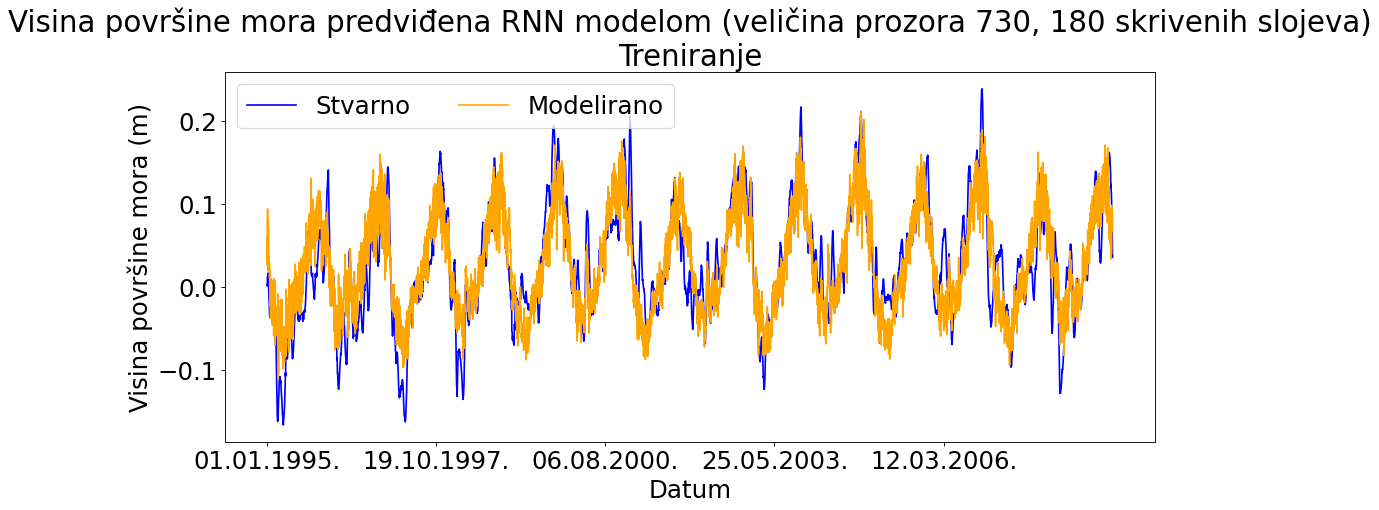 Visina površine mora predviđena RNN modelom (veličina prozora 730, 180 skrivenih slojeva)
Treniranje
Stvarno Modelirano
Visina površine mora (m)
0.2
0.1
0.0
−0.1
01.01.1995. 19.10.1997. 06.08.2000. 25.05.2003. 12.03.2006.
Datum